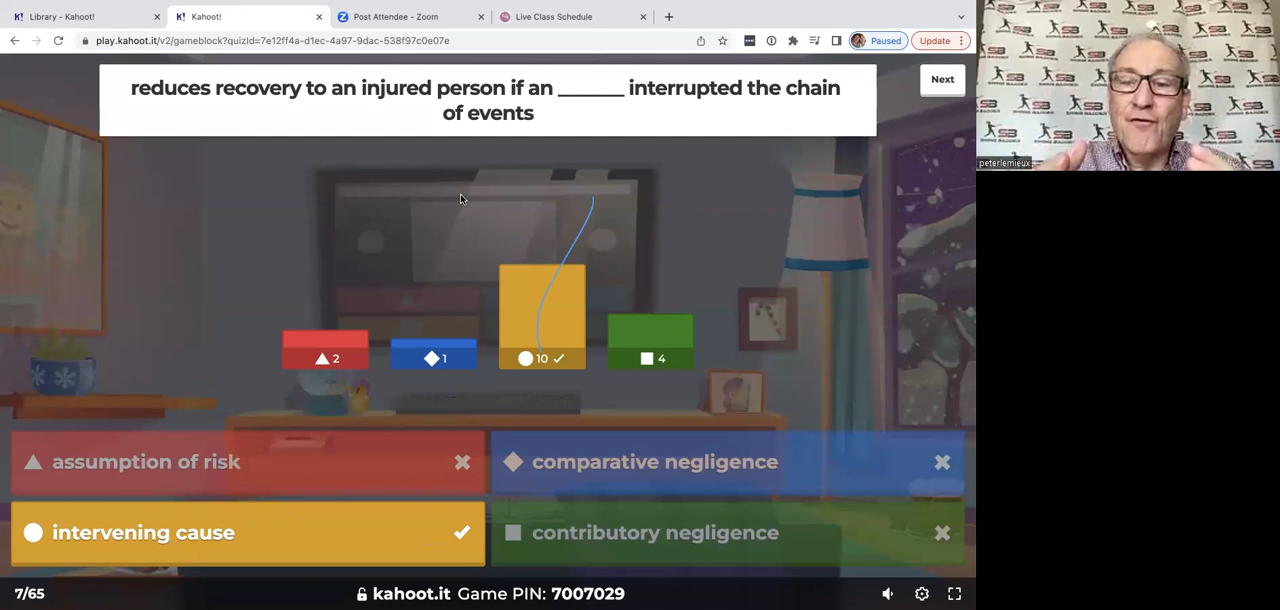 Library - Kahoot!
Kahoot!
Post Attendee - Zoom
Live Class Schedule
play.kahoot.it/v2/gameblock?quizId=7e12ff4a-d1ec-4a97-9dac-538f97c0e07e
Paused
Update
reduces recovery to an injured person if an _______ interrupted the chain
of events
Next
peterlemieux
2
1
10
4
assumption of risk
comparative negligence
intervening cause
contributory negligence
7/65
kahoot.it Game PIN: 7007029